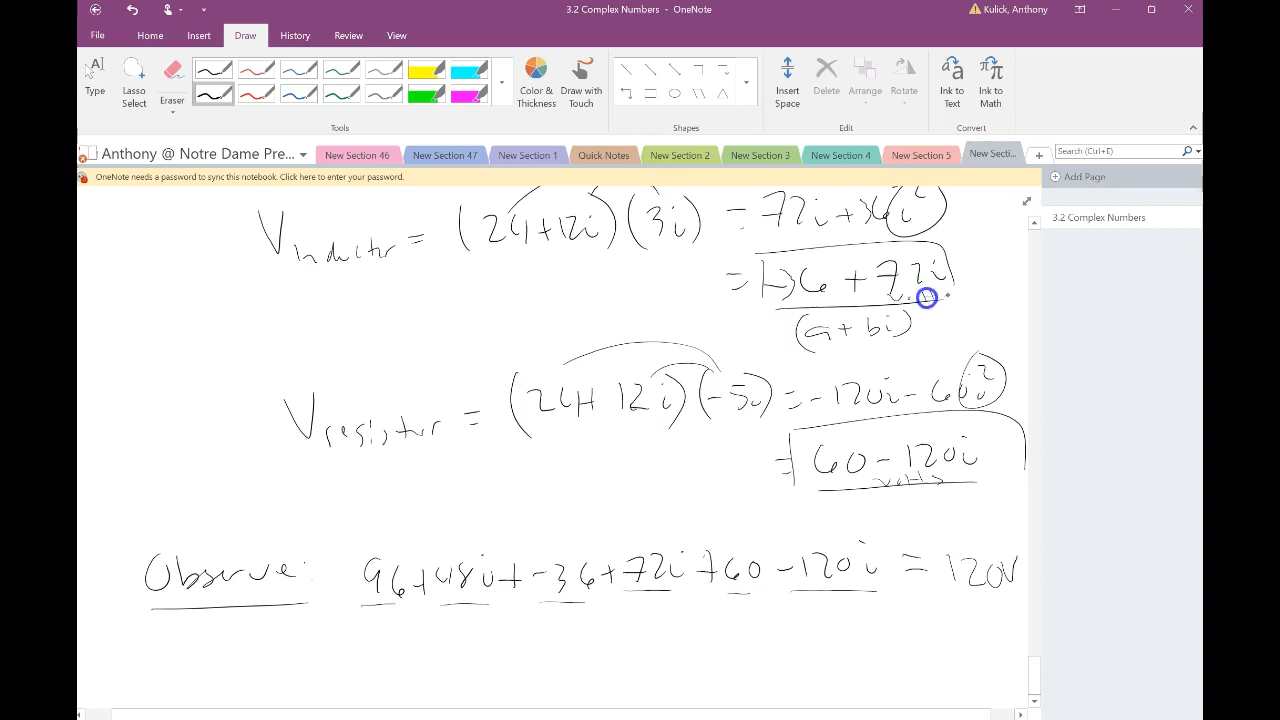 3.2 Complex Numbers - OneNote
Kulick, Anthony
File Home Insert Draw History Review View
Type
Lasso Select
Eraser
Color & Thickness
Draw with Touch
Insert Space
Delete
Arrange
Rotate
Ink to Text
Ink to Math
Tools Shapes Edit Convert
Anthony @ Notre Dame Pre... New Section 46 New Section 47 New Section 1 Quick Notes New Section 2 New Section 3 New Section 4 New Section 5 New Secti... Search (Ctrl+E)
OneNote needs a password to sync this notebook. Click here to enter your password.
Add Page
3.2 Complex Numbers
V inductor = (24+12i)(3i) = 72i+36i²
= -36 + 72i
(a + bi)
V resistor = (24+12i)(-5i) = -120i - 60i²
= 60 - 120i
volts
Observe: 96+48i + -36 + 72i + 60 - 120i = 120V